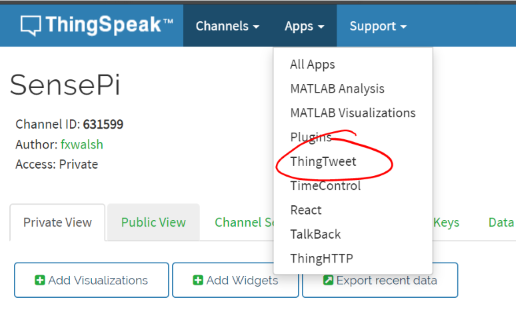 ThingSpeak™ Channels Apps Support
All Apps
MATLAB Analysis
MATLAB Visualizations
Plugins
ThingTweet
TimeControl
React
TalkBack
ThingHTTP
SensePi
Channel ID: 631599
Author: fxwalsh
Access: Private
Private View Public View Channel Se Keys Data
Add Visualizations Add Widgets Export recent data